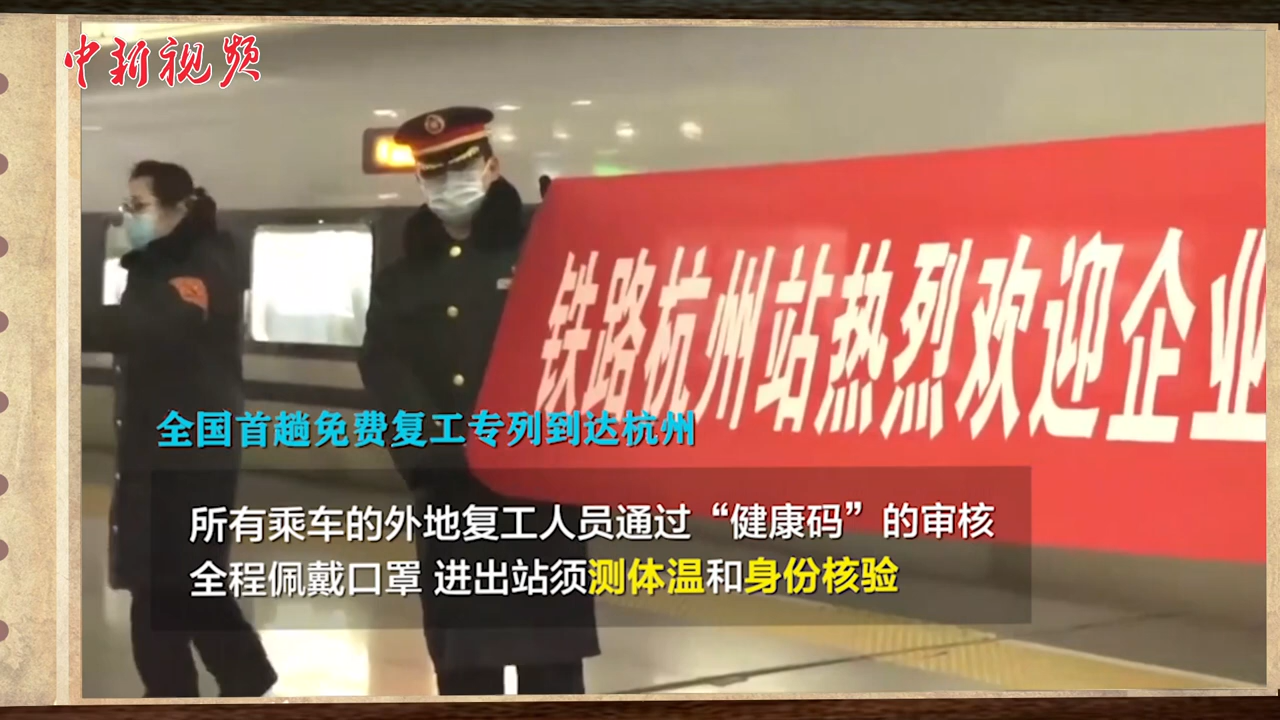 中新视频
铁路杭州站热烈欢迎企业
全国首趟免费复工专列到达杭州
所有乘车的外地复工人员通过“健康码”的审核
全程佩戴口罩 进出站须测体温和身份核验